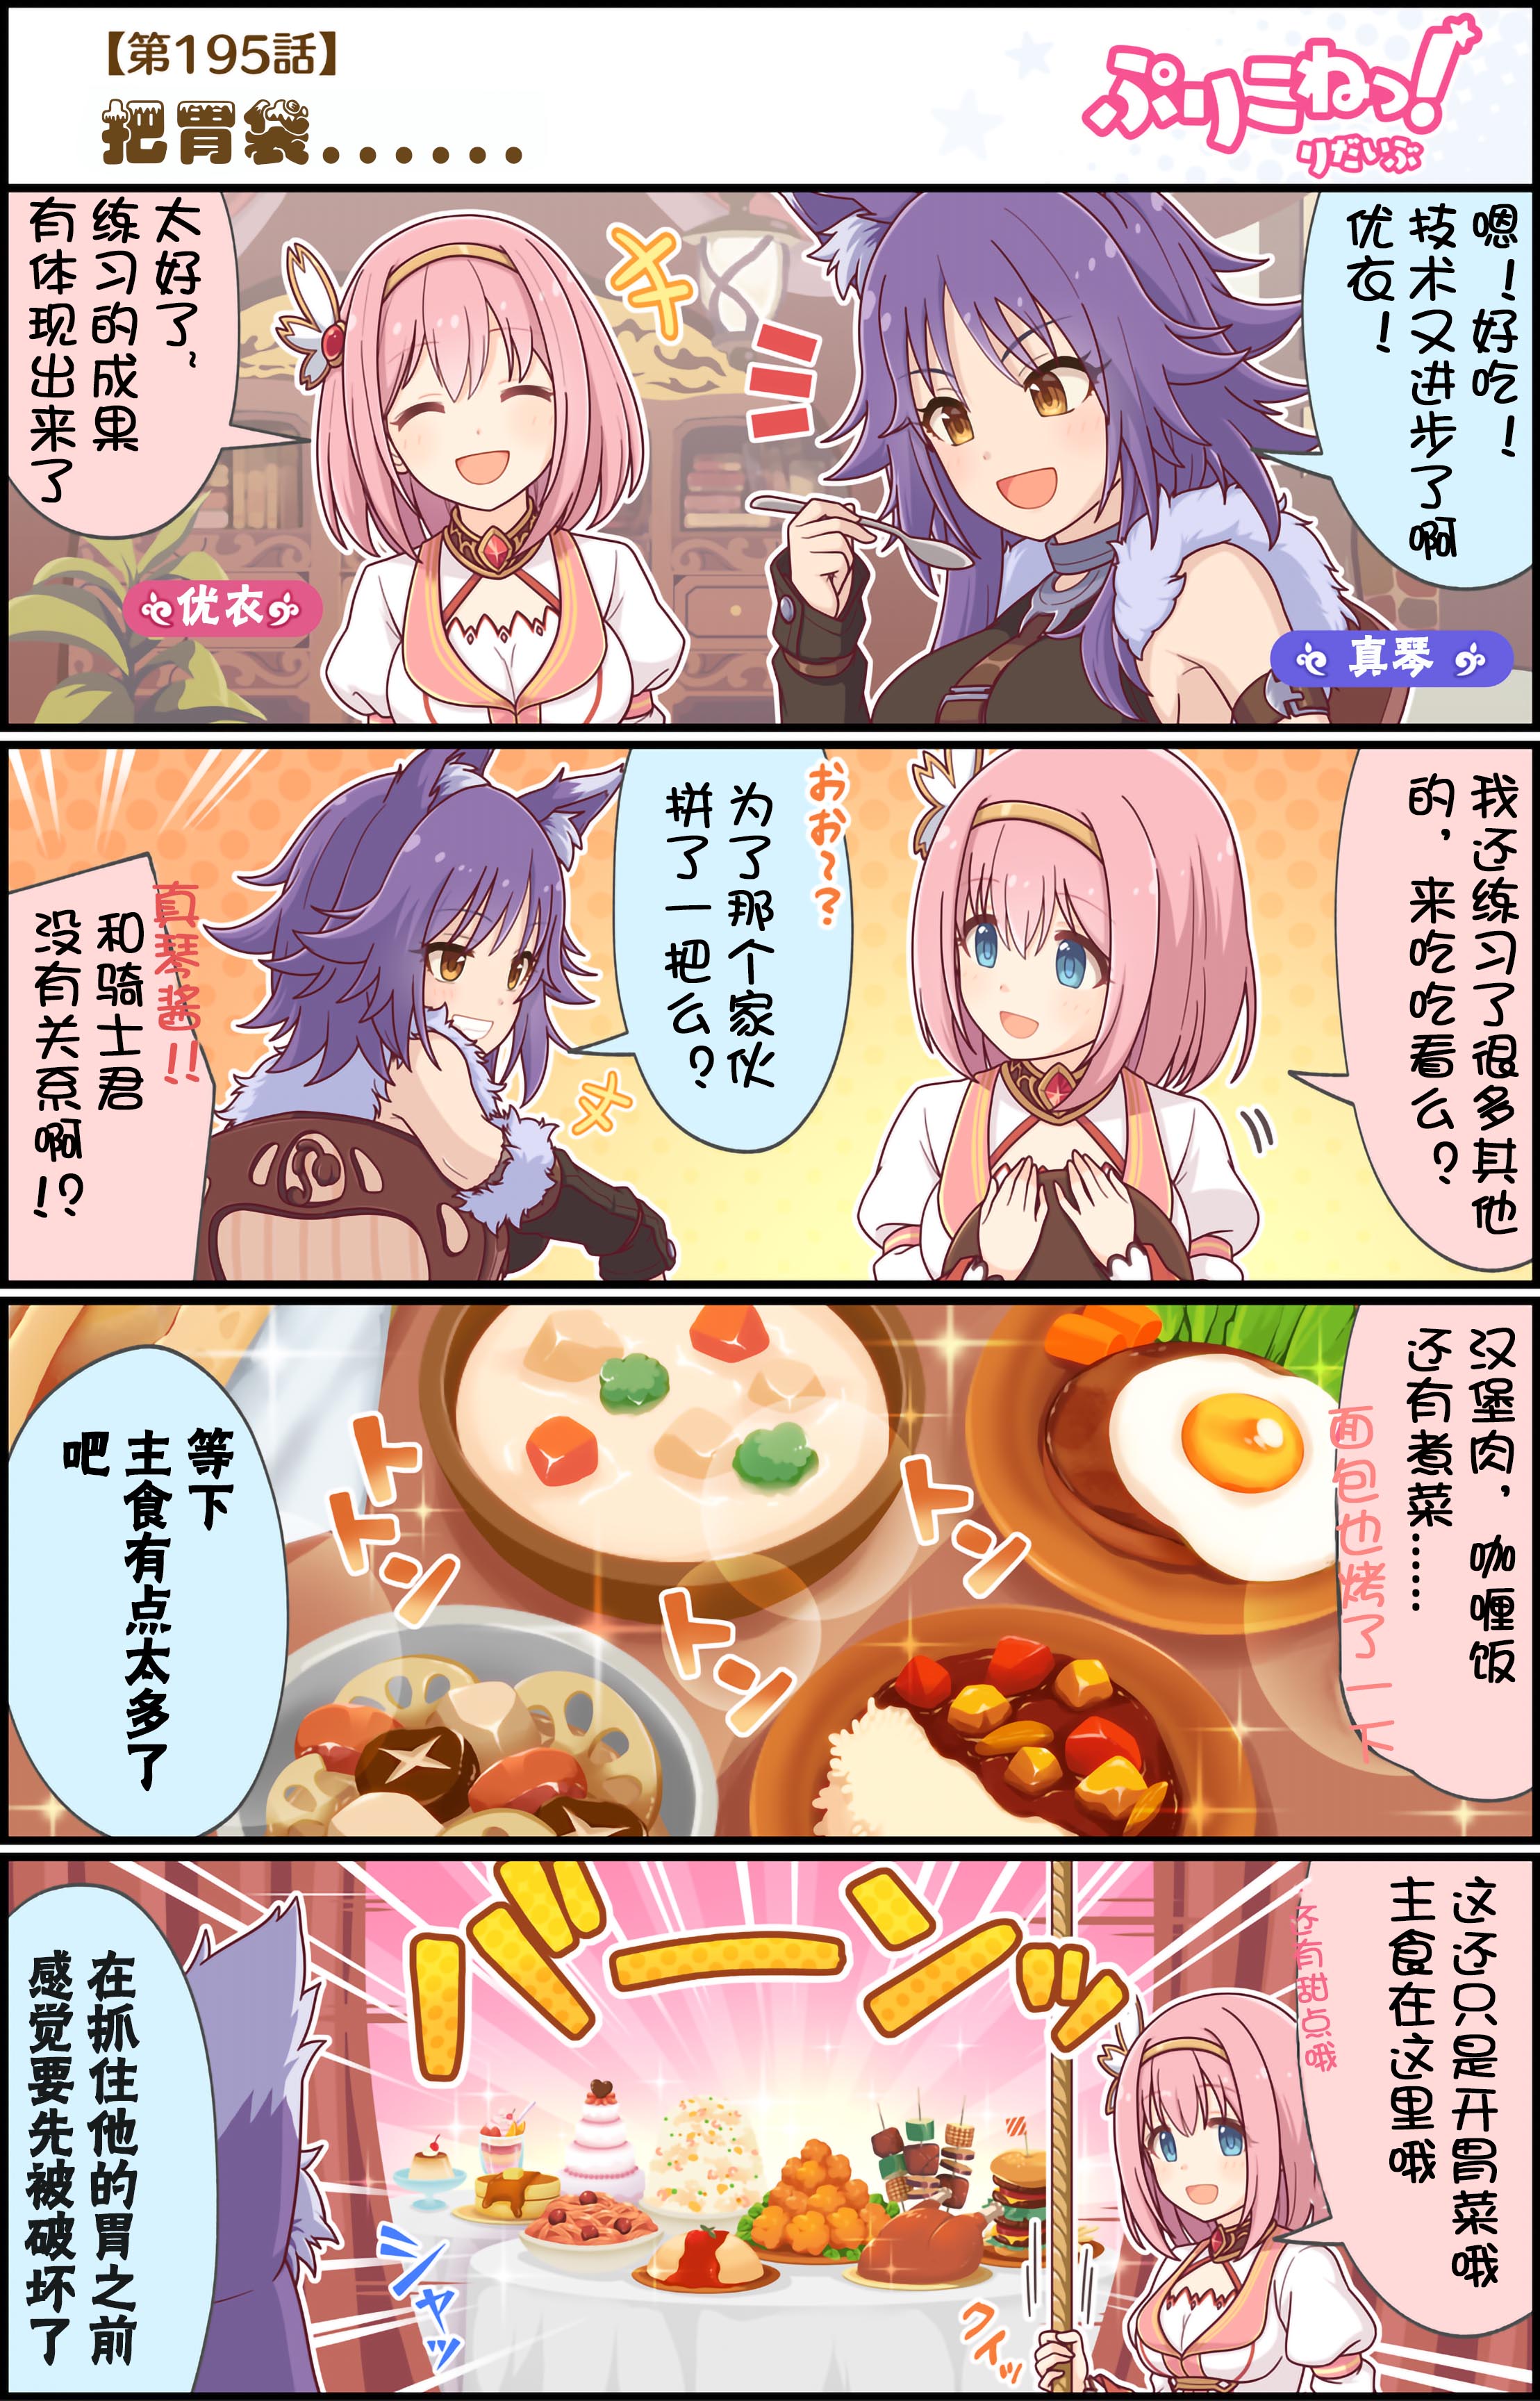 【第195話】
把胃袋......
ぷりこねっ!
りだいぶ
嗯！好吃！
技术又进步了啊
优衣！
太好了~
练习的成果
有体现出来了
优衣
真琴
我还练习了很多其他
的，来吃吃看么？
おお～？
为了那个家伙
拼了一把么？
真琴酱!!
和骑士君
没有关系啊!?
汉堡肉，咖喱饭
还有煮菜……
面包也烤了一下
トトン
トン
トン
等下
主食有点太多了
吧
这还只是开胃菜哦
主食在这里哦
还有甜点哦
バーンッ
シャッ
クイッ
在抓住他的胃之前
感觉要先被破坏了